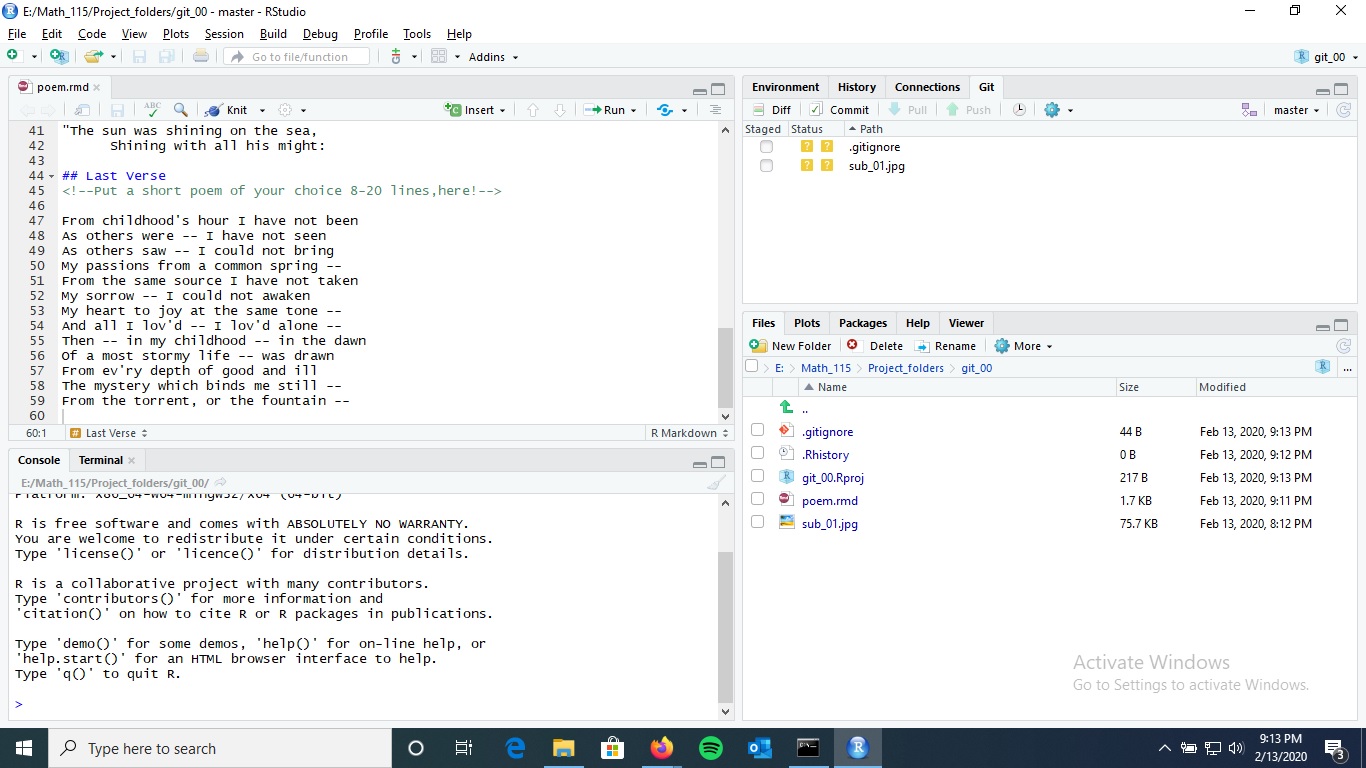 E:/Math_115/Project_folders/git_00 - master - RStudio
File Edit Code View Plots Session Build Debug Profile Tools Help
Go to file/function Addins git_00
poem.rmd
ABC Knit Insert Run
41 "The sun was shining on the sea,
42 Shining with all his might:
43
44 ## Last Verse
45 <!--Put a short poem of your choice 8-20 lines,here!-->
46
47 From childhood's hour I have not been
48 As others were -- I have not seen
49 As others saw -- I could not bring
50 My passions from a common spring --
51 From the same source I have not taken
52 My sorrow -- I could not awaken
53 My heart to joy at the same tone --
54 And all I lov'd -- I lov'd alone --
55 Then -- in my childhood -- in the dawn
56 Of a most stormy life -- was drawn
57 From ev'ry depth of good and ill
58 The mystery which binds me still --
59 From the torrent, or the fountain --
60
60:1 # Last Verse R Markdown
Console Terminal
E:/Math_115/Project_folders/git_00/
Platform: x86_64-w64-mingw32/x64 (64-bit)
R is free software and comes with ABSOLUTELY NO WARRANTY.
You are welcome to redistribute it under certain conditions.
Type 'license()' or 'licence()' for distribution details.
R is a collaborative project with many contributors.
Type 'contributors()' for more information and
'citation()' on how to cite R or R packages in publications.
Type 'demo()' for some demos, 'help()' for on-line help, or
'help.start()' for an HTML browser interface to help.
Type 'q()' to quit R.
>
Environment History Connections Git
Diff Commit Pull Push master
Staged Status Path
? ? .gitignore
? ? sub_01.jpg
Files Plots Packages Help Viewer
New Folder Delete Rename More
E: Math_115 Project_folders git_00 R ...
Name Size Modified
..
.gitignore 44 B Feb 13, 2020, 9:13 PM
.Rhistory 0 B Feb 13, 2020, 9:12 PM
git_00.Rproj 217 B Feb 13, 2020, 9:13 PM
poem.rmd 1.7 KB Feb 13, 2020, 9:11 PM
sub_01.jpg 75.7 KB Feb 13, 2020, 8:12 PM
Activate Windows
Go to Settings to activate Windows.
Type here to search
9:13 PM
2/13/2020
3